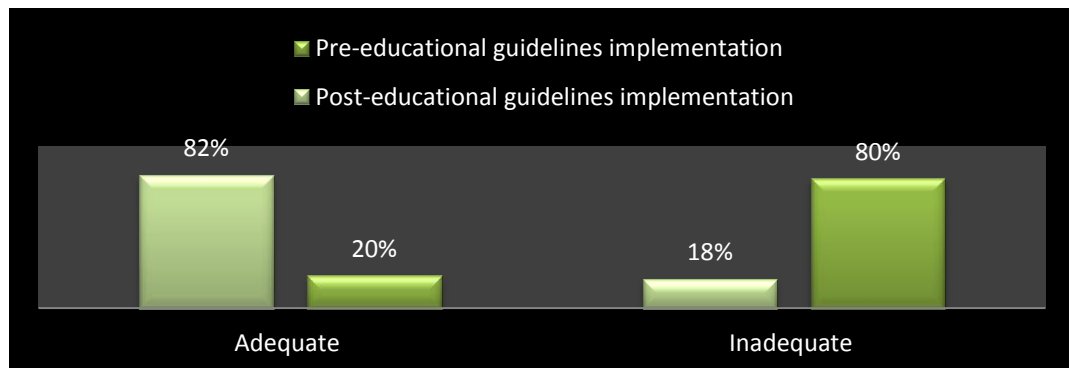 Pre-educational guidelines implementation
Post-educational guidelines implementation
82%
20%
18%
80%
Adequate
Inadequate